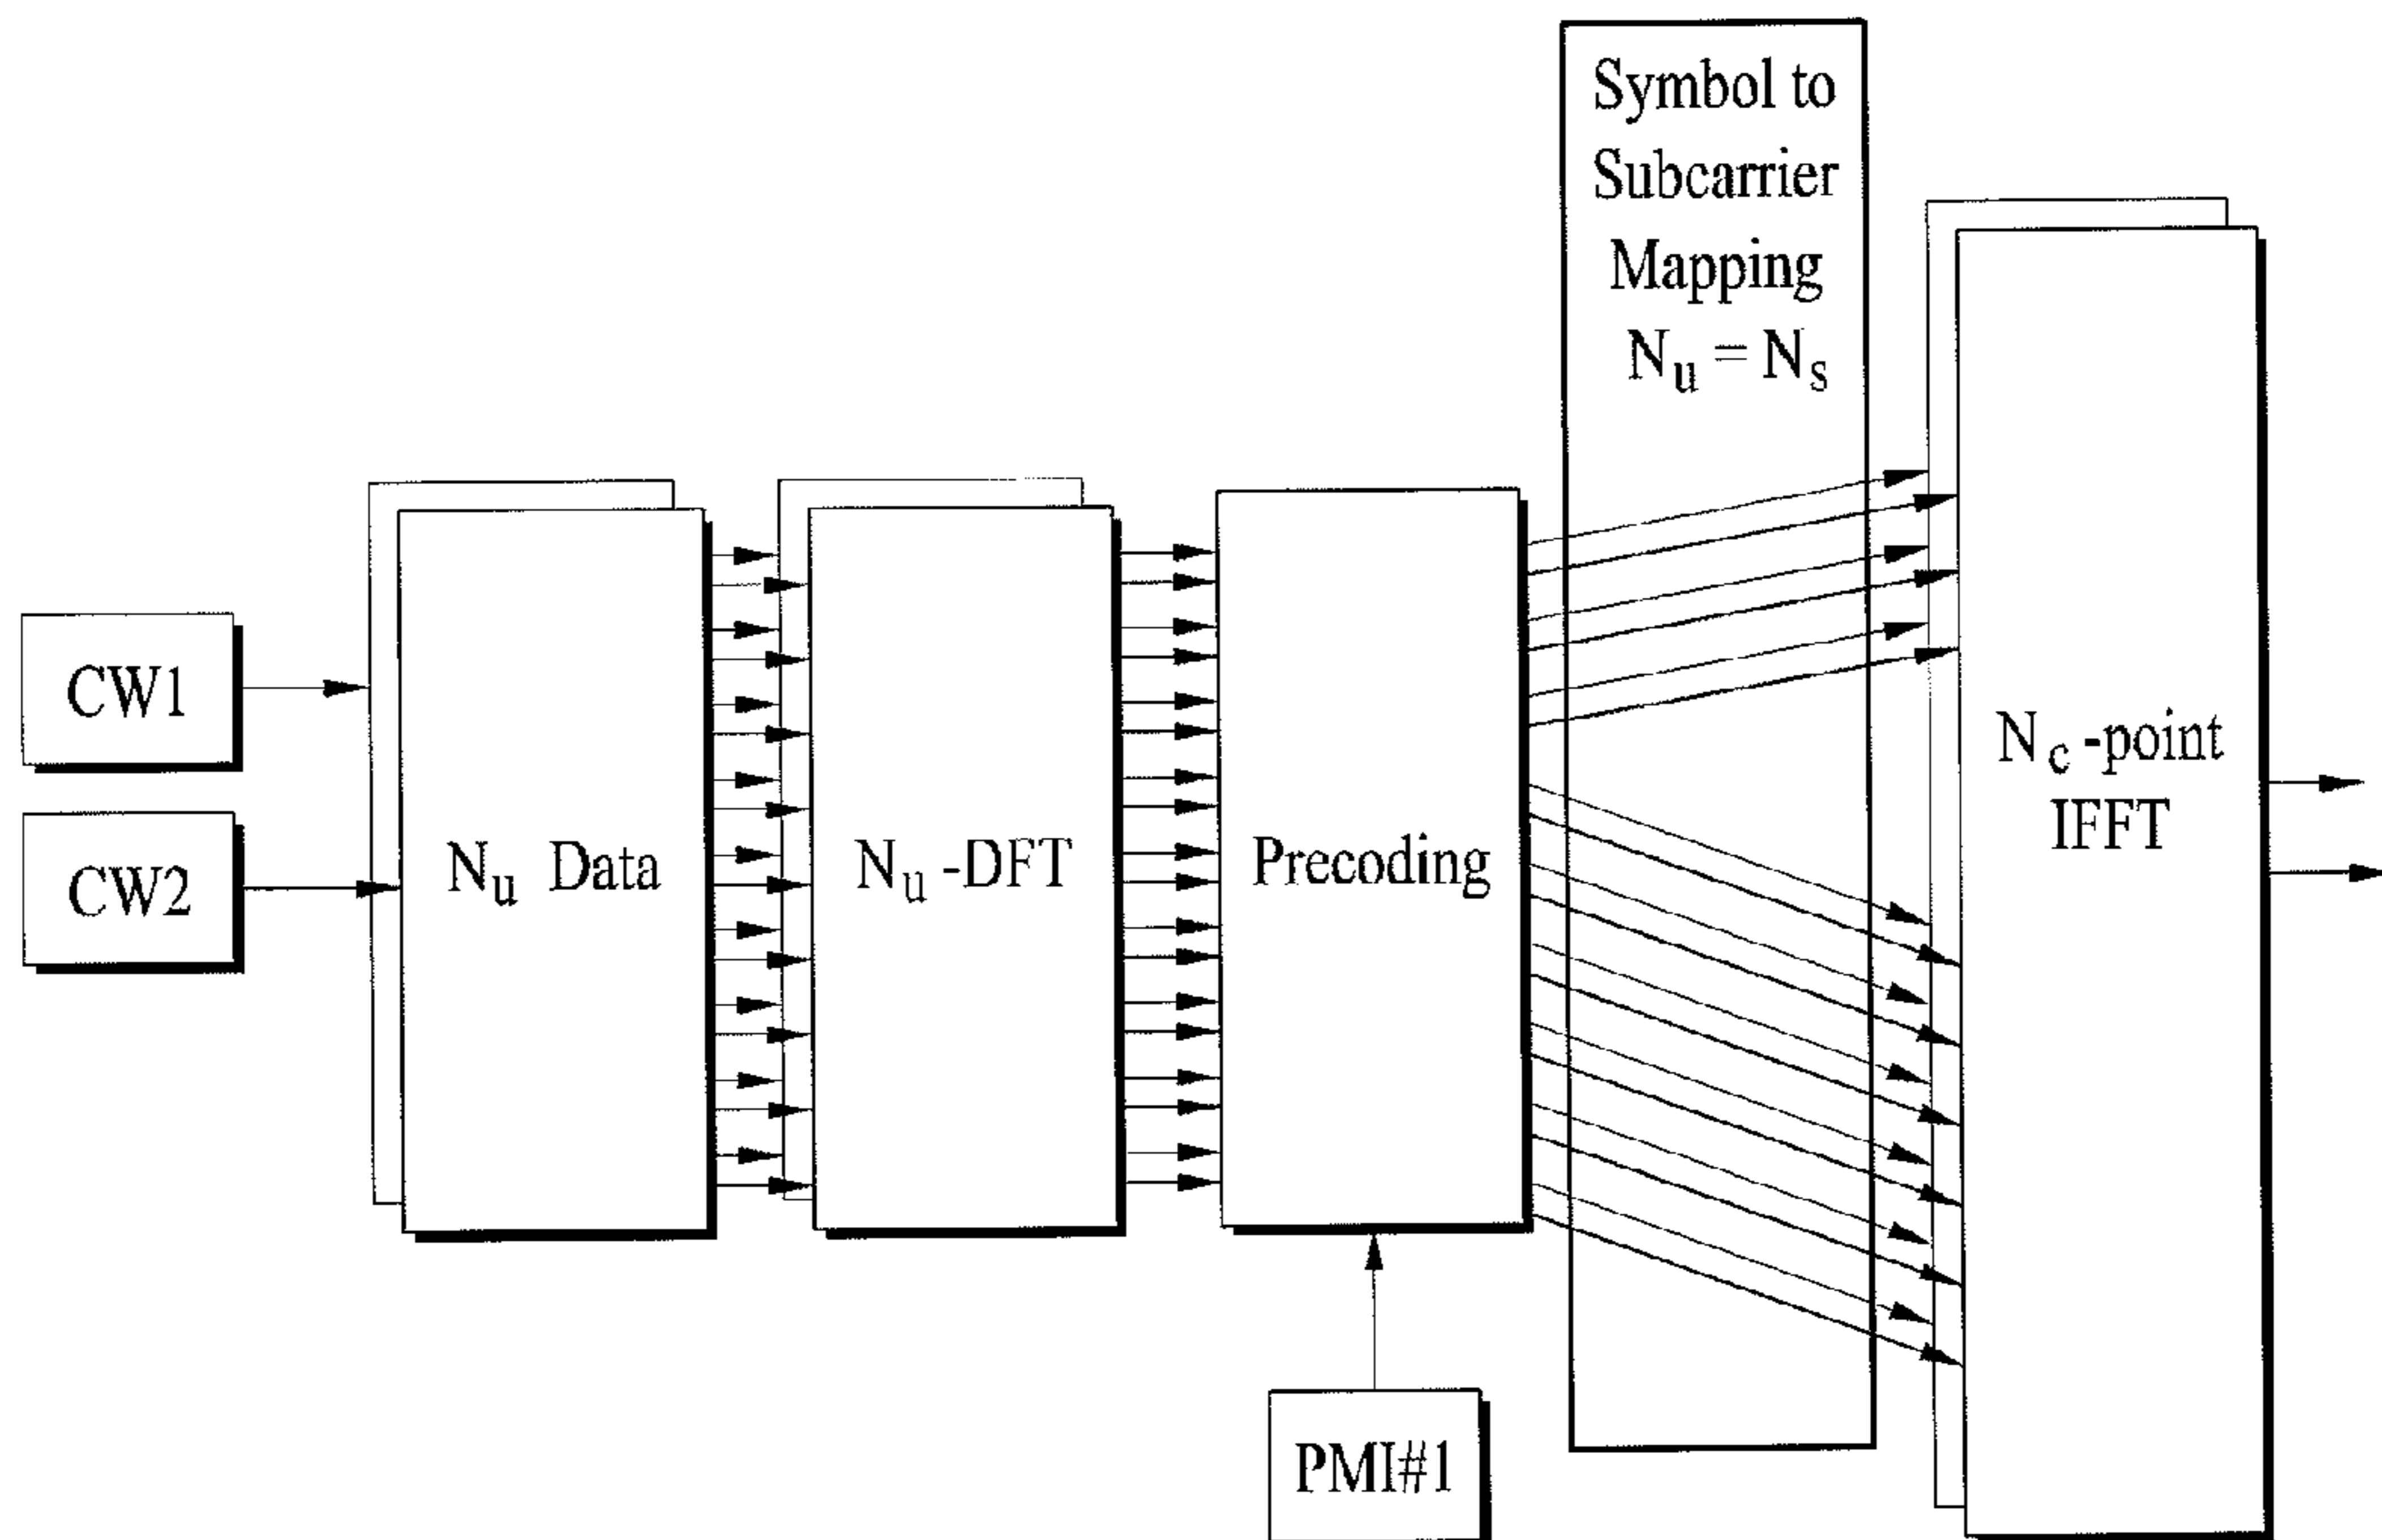 Symbol to
Subcarrier
Mapping
Nu = Ns
CW1
CW2
Nu Data
Nu -DFT
Precoding
Nc -point
IFFT
PMI#1